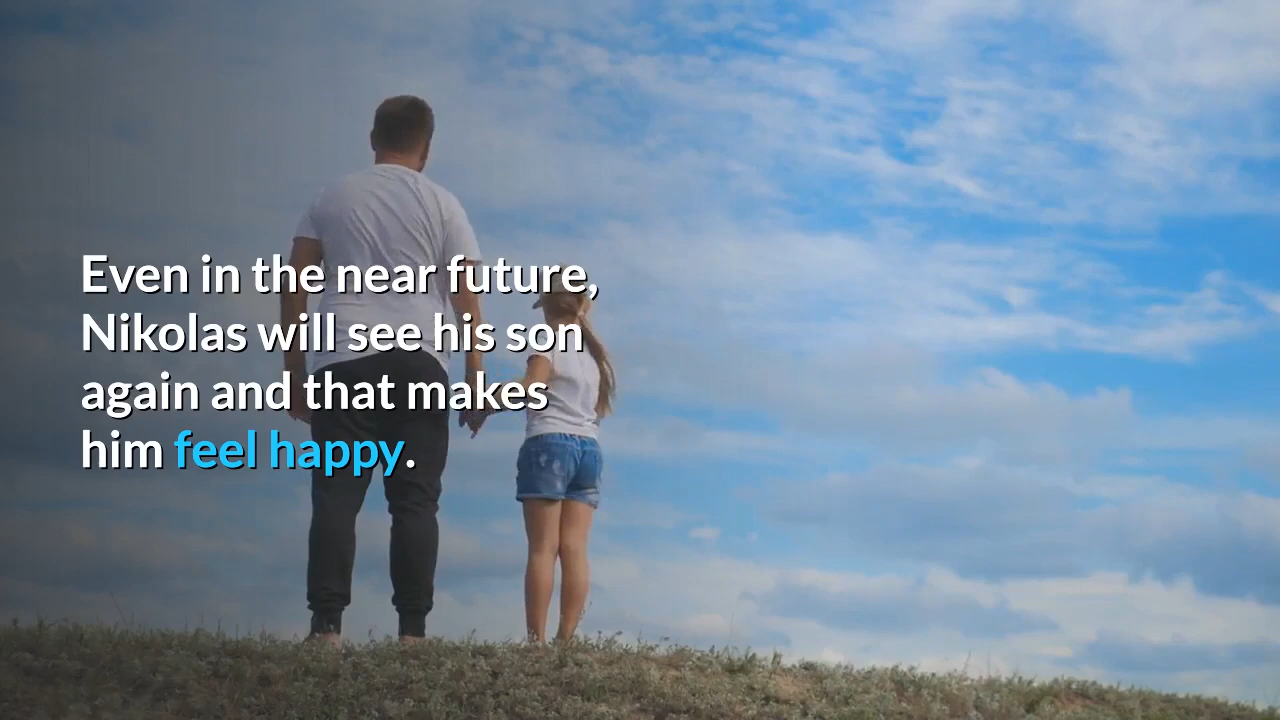 Even in the near future,
Nikolas will see his son
again and that makes
him feel happy.